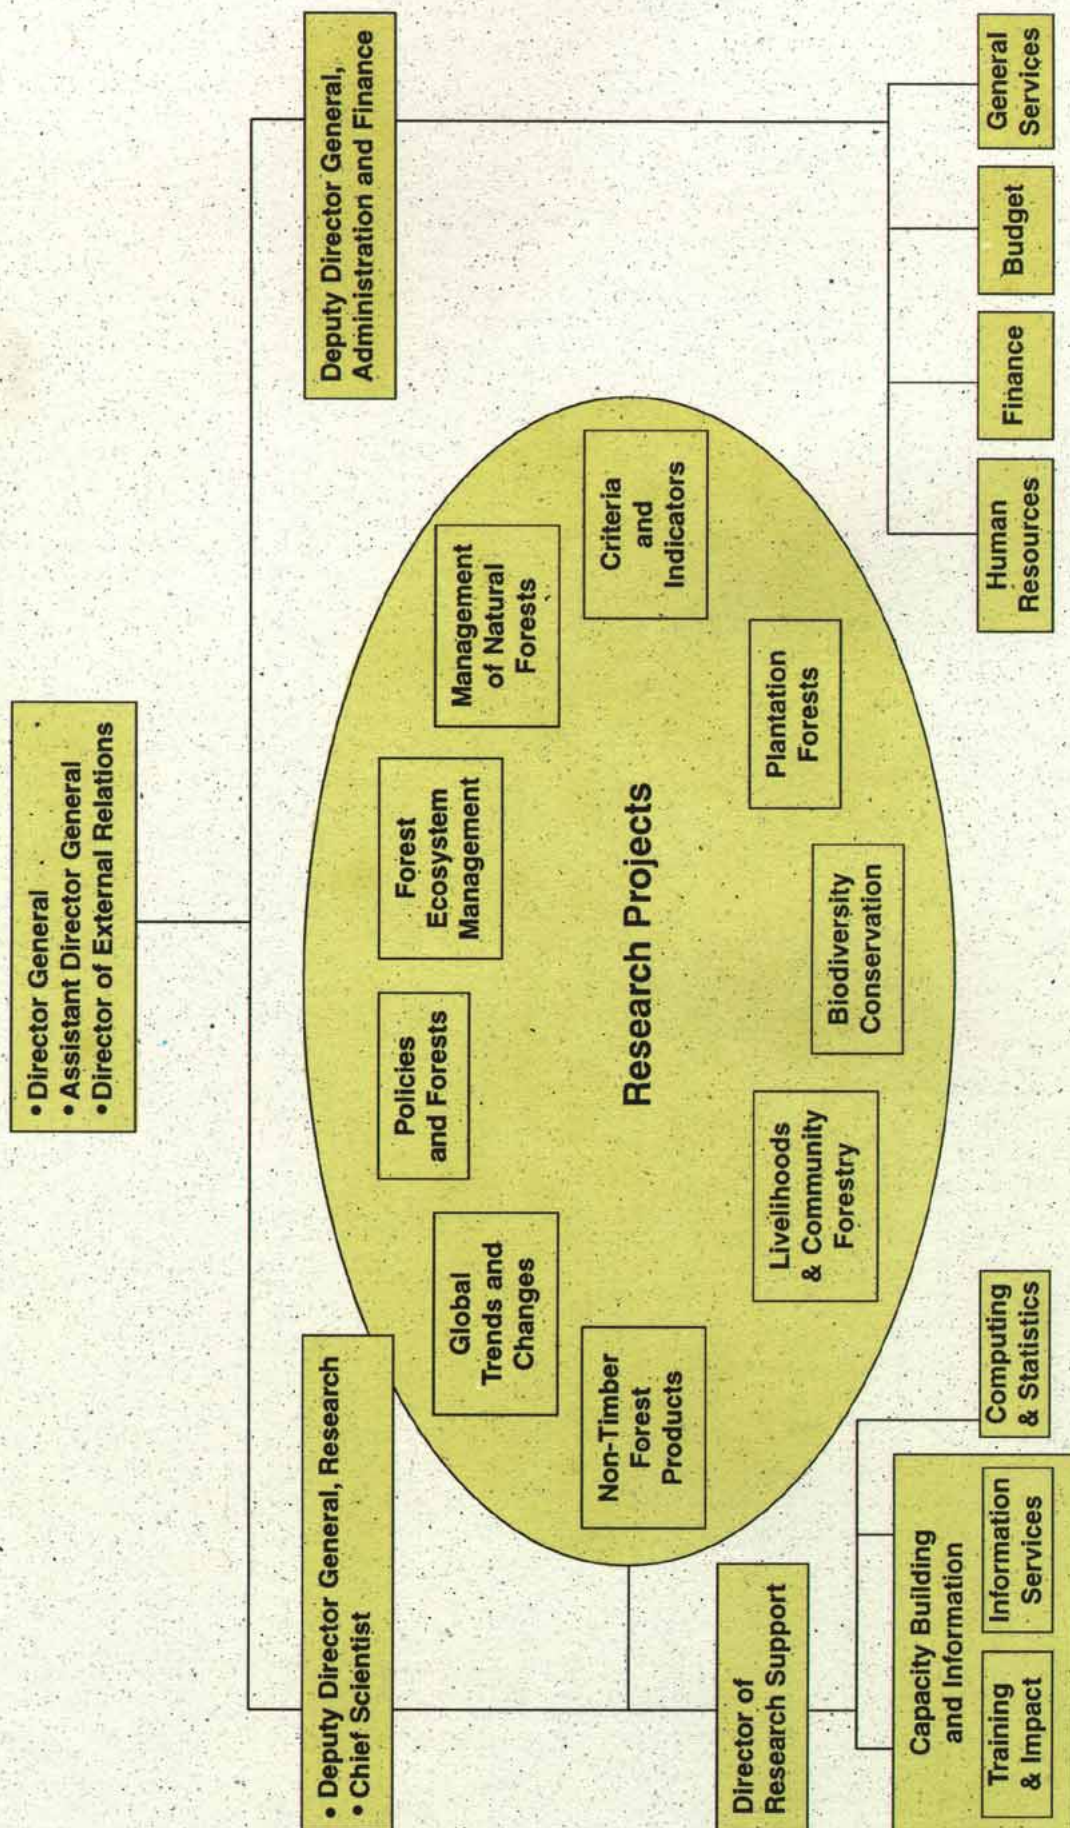 • Director General
• Assistant Director General
• Director of External Relations
• Deputy Director General, Research
• Chief Scientist
Deputy Director General,
Administration and Finance
Global
Trends and
Changes
Policies
and Forests
Forest
Ecosystem
Management
Management
of Natural
Forests
Non-Timber
Forest
Products
Research Projects
Criteria
and
Indicators
Livelihoods
& Community
Forestry
Biodiversity
Conservation
Plantation
Forests
Director of
Research Support
Capacity Building
and Information
Training
& Impact
Information
Services
Computing
& Statistics
Human
Resources
Finance
Budget
General
Services